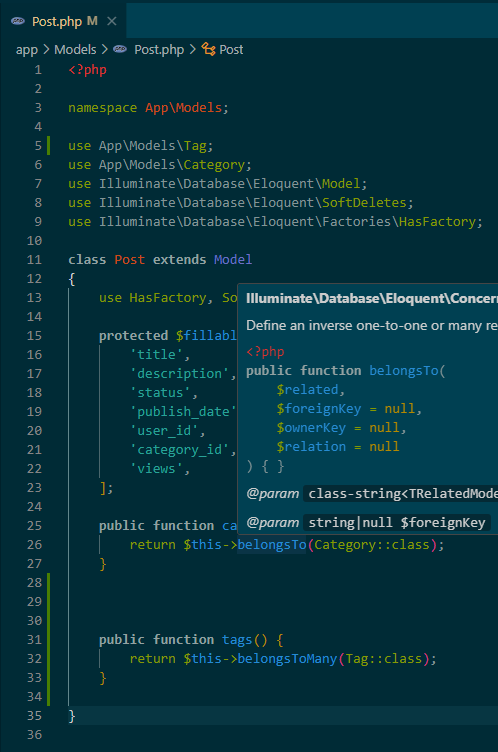 Post.php M ×
app > Models > Post.php > Post
1 <?php
2
3 namespace App\Models;
4
5 use App\Models\Tag;
6 use App\Models\Category;
7 use Illuminate\Database\Eloquent\Model;
8 use Illuminate\Database\Eloquent\SoftDeletes;
9 use Illuminate\Database\Eloquent\Factories\HasFactory;
10
11 class Post extends Model
12 {
13 use HasFactory, So
Illuminate\Database\Eloquent\Concern
14
Define an inverse one-to-one or many re
15 protected $fillabl
16 'title',
<?php
17 'description',
public function belongsTo(
18 'status',
$related,
19 'publish_date'
$foreignKey = null,
20 'user_id',
$ownerKey = null,
21 'category_id',
$relation = null
22 'views',
) { }
23 ];
@param class-string<TRelatedMode
24
@param string|null $foreignKey
25 public function ca
26 return $this->belongsTo(Category::class);
27 }
28
29
30
31 public function tags() {
32 return $this->belongsToMany(Tag::class);
33 }
34
35 }
36